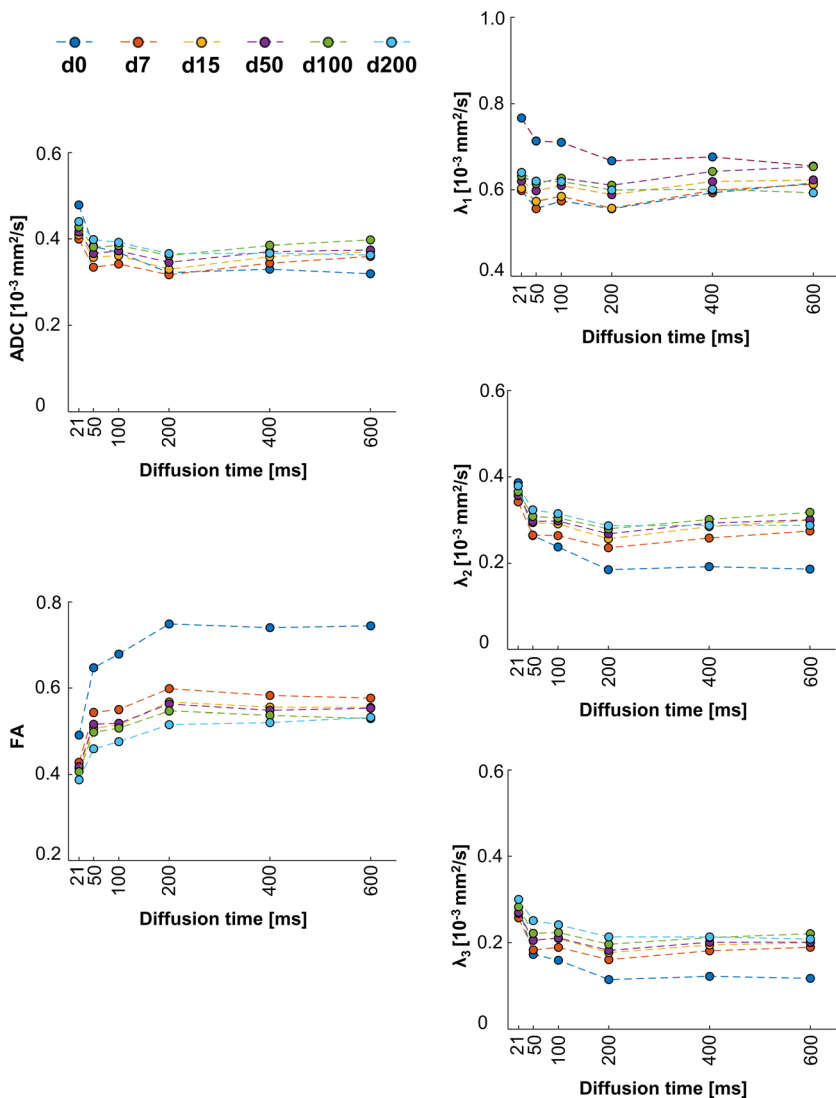 d0 d7 d15 d50 d100 d200
ADC [10⁻³ mm²/s]
0.6
0.4
0.2
0
21 50 100 200 400 600
Diffusion time [ms]
FA
0.8
0.6
0.4
0.2
21 50 100 200 400 600
Diffusion time [ms]
λ₁ [10⁻³ mm²/s]
1.0
0.8
0.6
0.4
21 50 100 200 400 600
Diffusion time [ms]
λ₂ [10⁻³ mm²/s]
0.6
0.4
0.2
0
21 50 100 200 400 600
Diffusion time [ms]
λ₃ [10⁻³ mm²/s]
0.6
0.4
0.2
0
21 50 100 200 400 600
Diffusion time [ms]